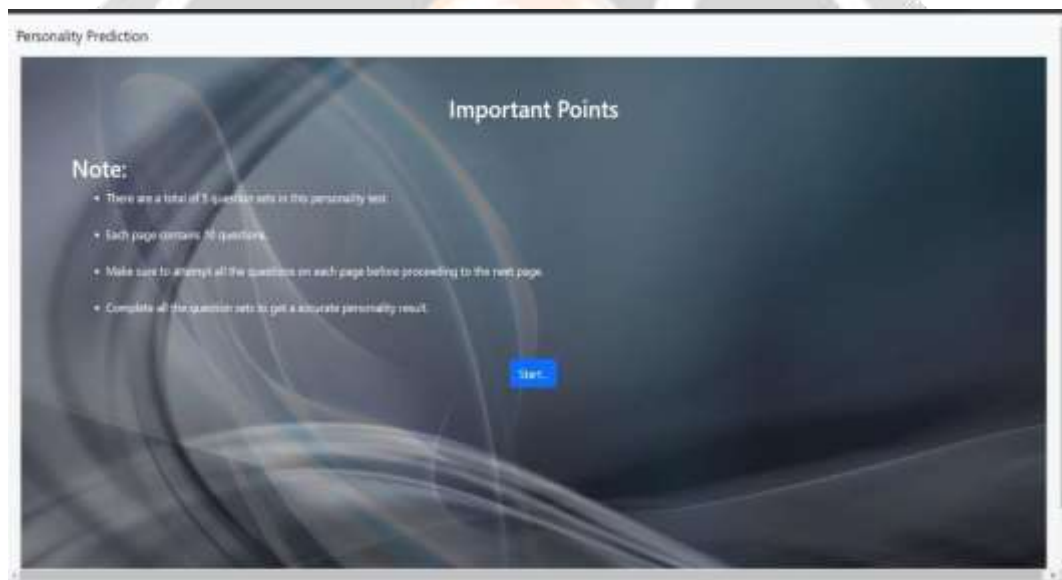 Personality Prediction
Important Points
Note:
There are a total of 5 question sets in this personality test
Each page contains 10 questions.
Make sure to attempt all the questions on each page before proceeding to the next page.
Complete all the question sets to get a accurate personality result.
Start..